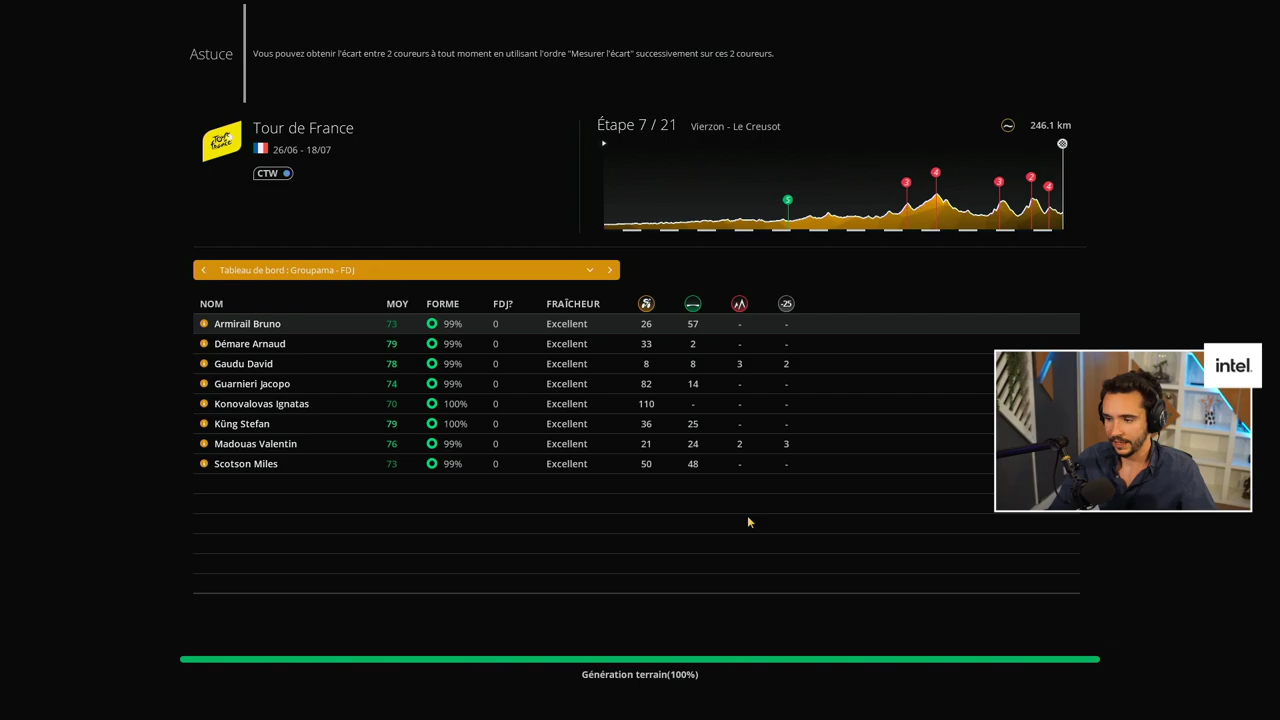 Astuce
Vous pouvez obtenir l'écart entre 2 coureurs à tout moment en utilisant l'ordre "Mesurer l'écart" successivement sur ces 2 coureurs.
Tour de France
26/06 - 18/07
CTW
Étape 7 / 21 Vierzon - Le Creusot 246.1 km
S 3 4 3 2 4
Tableau de bord : Groupama - FDJ
NOM MOY FORME FDJ? FRAÎCHEUR -25
Armirail Bruno 73 99% 0 Excellent 26 57 - -
Démare Arnaud 79 99% 0 Excellent 33 2 - -
Gaudu David 78 99% 0 Excellent 8 8 3 2
Guarnieri Jacopo 74 99% 0 Excellent 82 14 - -
Konovalovas Ignatas 70 100% 0 Excellent 110 - - -
Küng Stefan 79 100% 0 Excellent 36 25 - -
Madouas Valentin 76 99% 0 Excellent 21 24 2 3
Scotson Miles 73 99% 0 Excellent 50 48 - -
intel.
Génération terrain(100%)